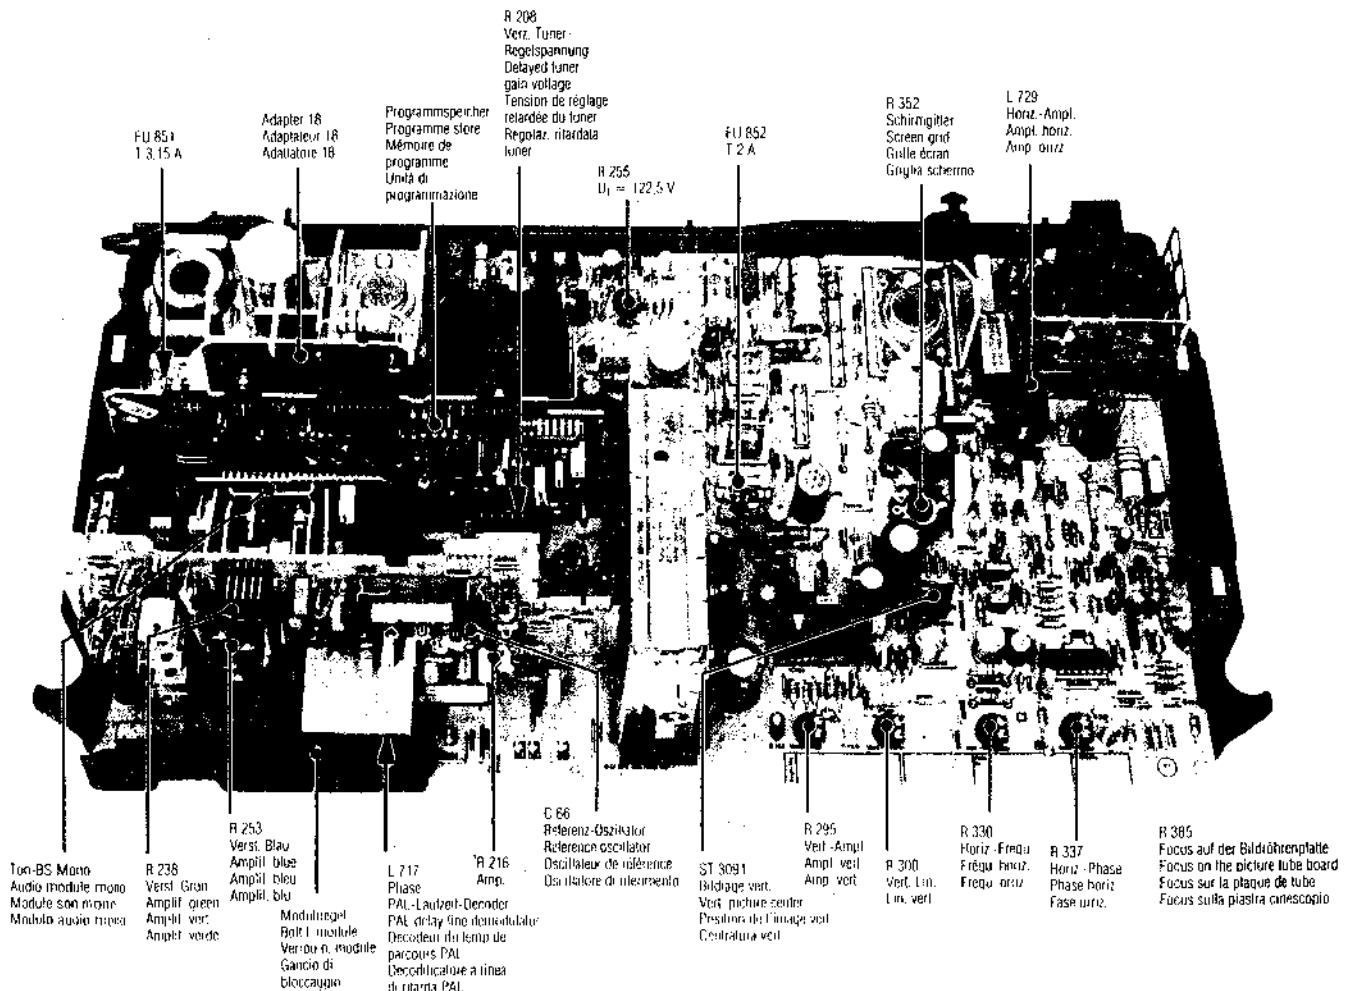 R 208
Verz. Tuner-
Regelspannung
Delayed tuner
gain voltage
Tension de réglage
retardée du tuner
Regolaz. ritardata
tuner
FU 851
T 3,15 A
Adapter 18
Adaptateur 18
Adattatore 18
Programmspeicher
Programme store
Mémoire de
programme
Unità di
programmazione
R 255
U₁ = 122,5 V
FU 852
T 2 A
R 352
Schirmgitter
Screen grid
Grille écran
Griglia schermo
L 729
Horiz.-Ampl.
Ampl. horiz.
Amp. orizz.
Ton-BS Mono
Audio module mono
Module son mono
Modulo audio mono
R 238
Verst. Grün
Amplif. green
Amplif. vert
Amplif. verde
R 253
Verst. Blau
Amplif. blue
Amplif. bleu
Amplif. blu
Modulriegel
Bolt f. module
Verrou n. module
Gancio di
bloccaggio
L 717
Phase
PAL-Laufzeit-Decoder
PAL delay line demodulator
Decodeur du temp de
parcours PAL
Decodificatore a linea
di ritardo PAL
R 216
Amp.
C 66
Referenz-Oszillator
Reference oscillator
Oscillateur de référence
Oscillatore di riferimento
ST 3091
Bildlage vert.
Vert. picture center
Position de l'image vert
Centratura vert
R 295
Vert.-Ampl
Ampl. vert
Amp. vert
R 300
Vert. Lin.
Lin. vert
R 330
Horiz.-Frequ
Fréqu. horiz.
Frequ. orizz
R 337
Horiz.-Phase
Phase horiz
Fase orizz.
R 385
Focus auf der Bildröhrenplatte
Focus on the picture tube board
Focus sur la plaque de tube
Focus sulla piastra cinescopio